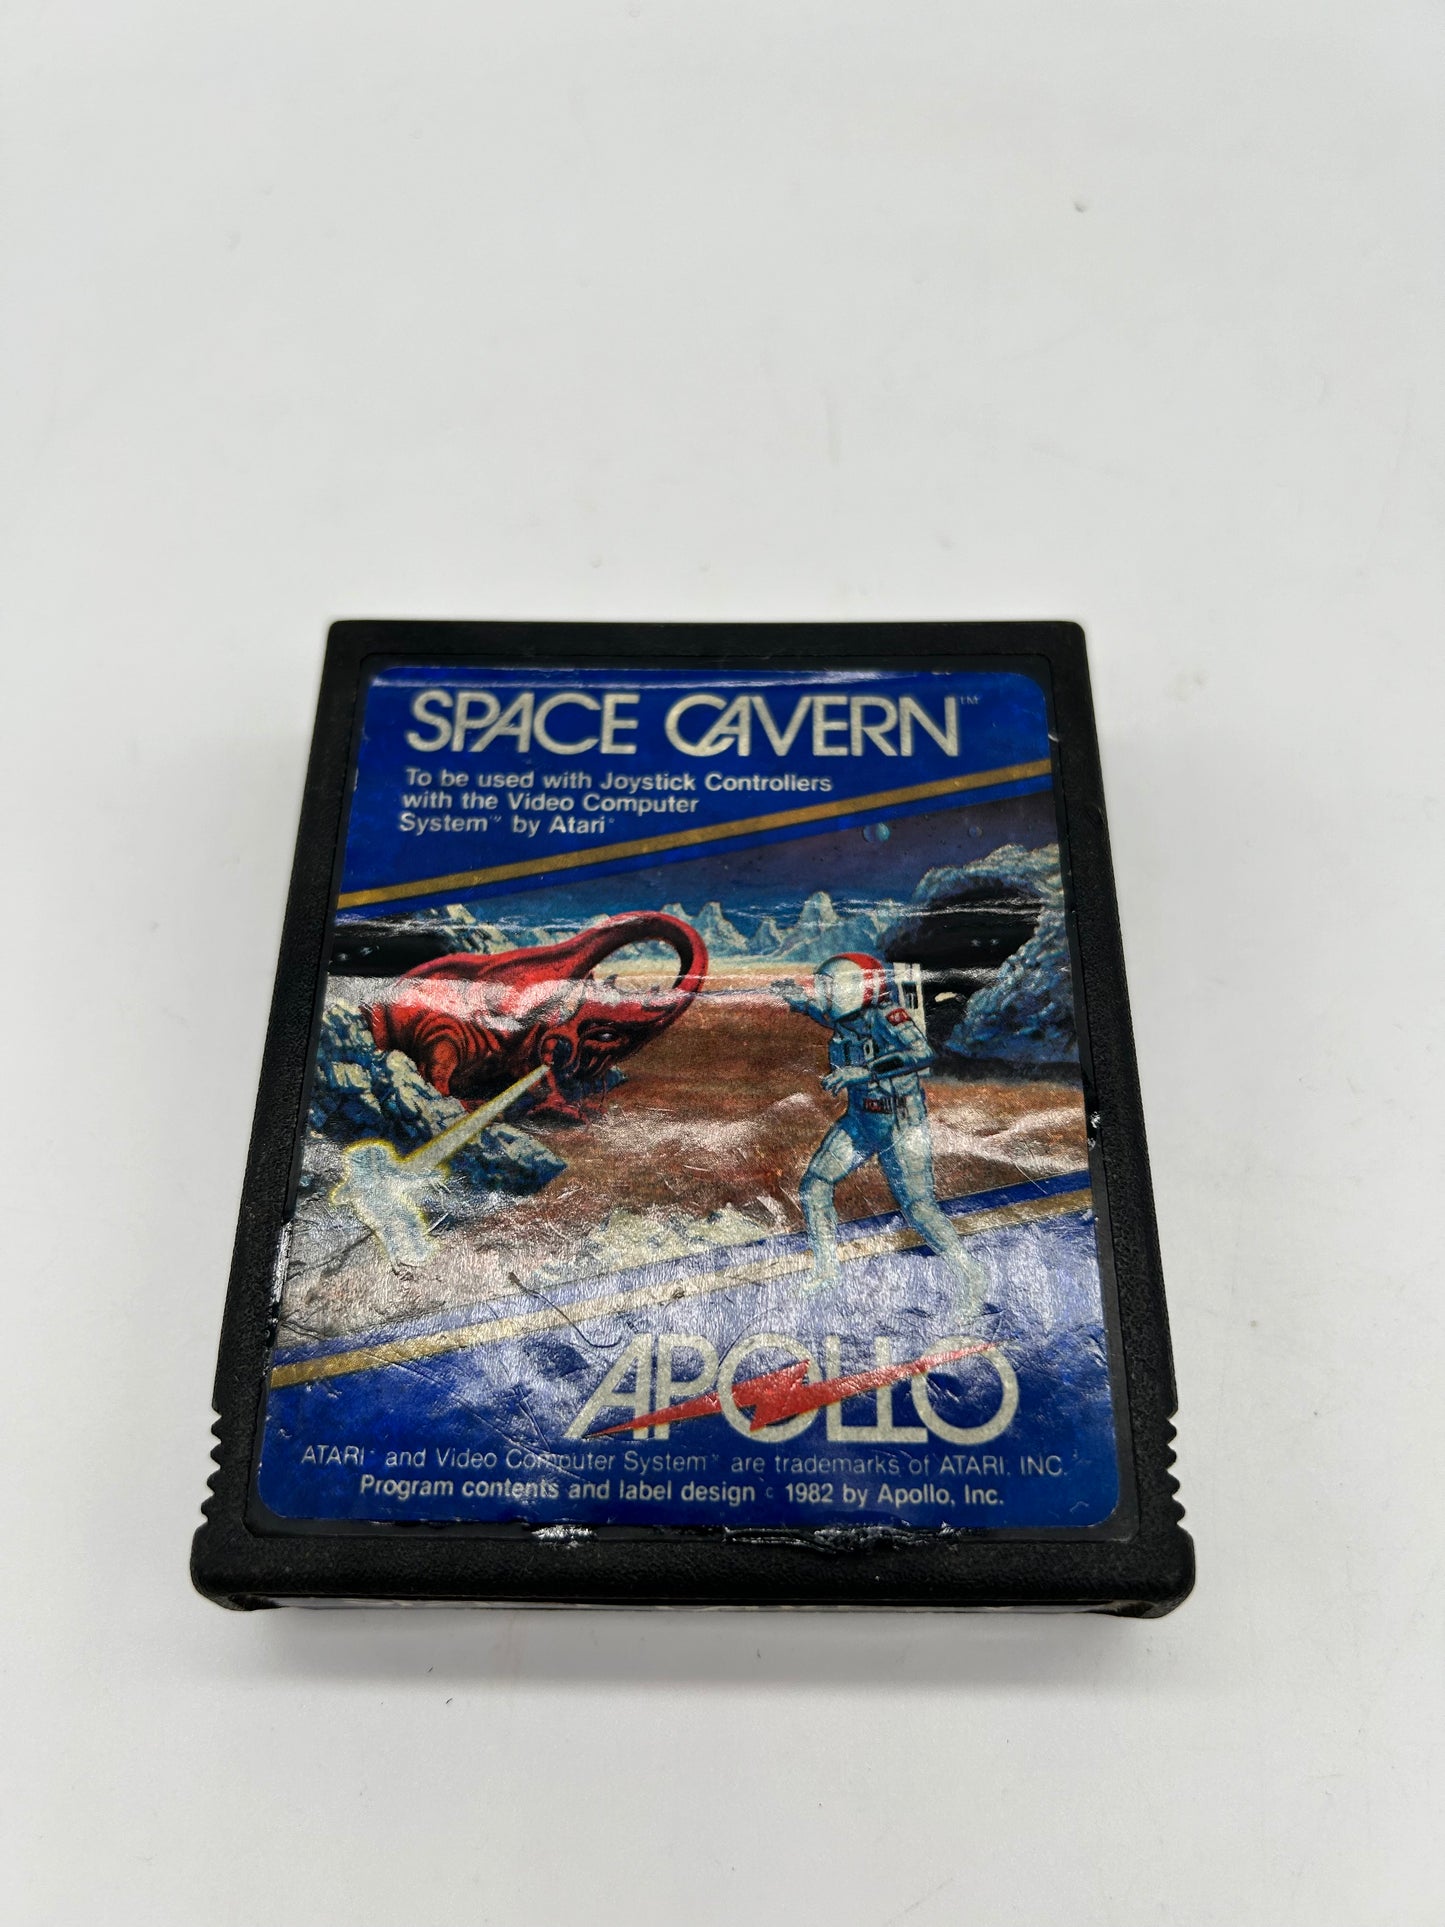 SPACE CAVERN™
To be used with Joystick Controllers
with the Video Computer
System™ by Atari®
APOLLO
ATARI® and Video Computer System™ are trademarks of ATARI, INC.
Program contents and label design © 1982 by Apollo, Inc.